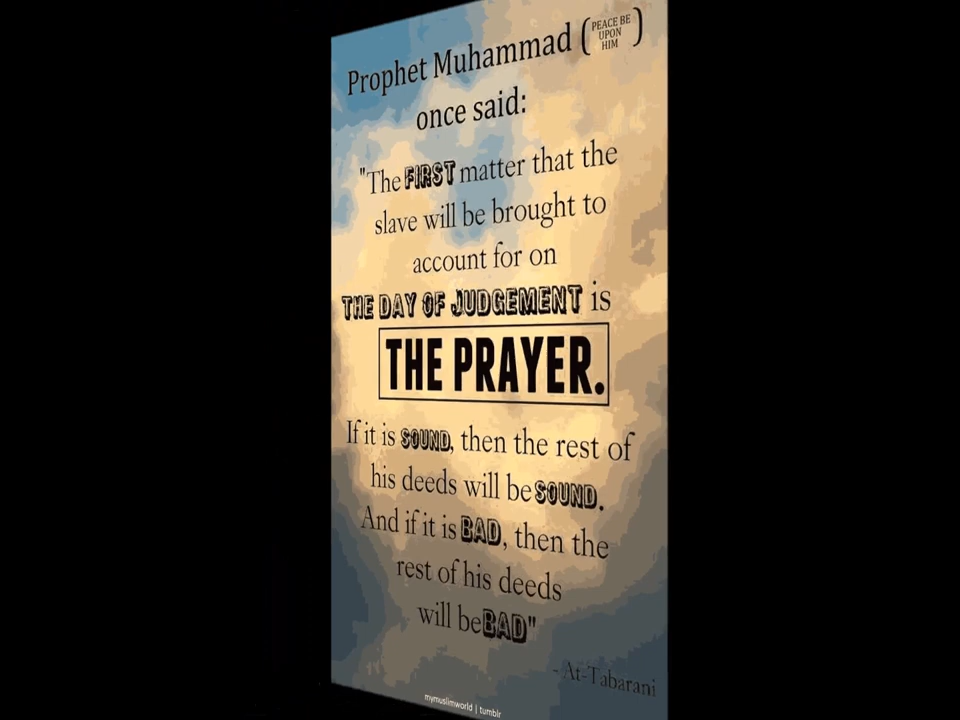 Prophet Muhammad (PEACE BE UPON HIM)
once said:
"The FIRST matter that the
slave will be brought to
account for on
THE DAY OF JUDGEMENT is
THE PRAYER.
If it is SOUND, then the rest of
his deeds will be SOUND.
And if it is BAD, then the
rest of his deeds
will be BAD"
- At-Tabarani
mymuslimworld | tumblr